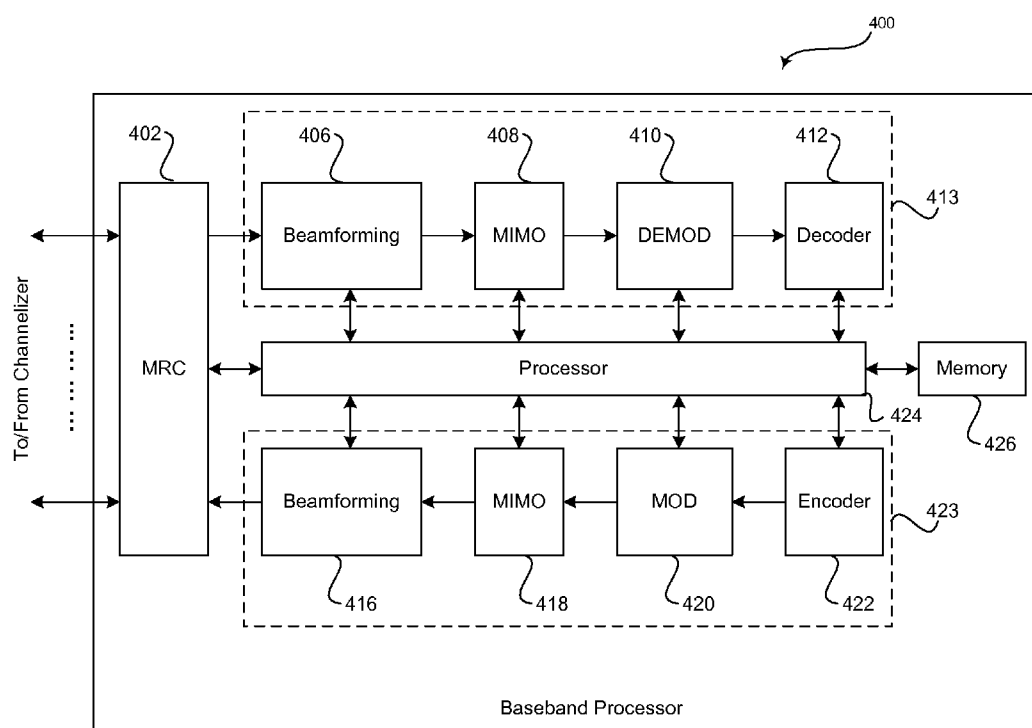 400
402
406
408
410
412
413
Beamforming
MIMO
DEMOD
Decoder
To/From Channelizer
MRC
Processor
Memory
424
426
Beamforming
MIMO
MOD
Encoder
423
416
418
420
422
Baseband Processor